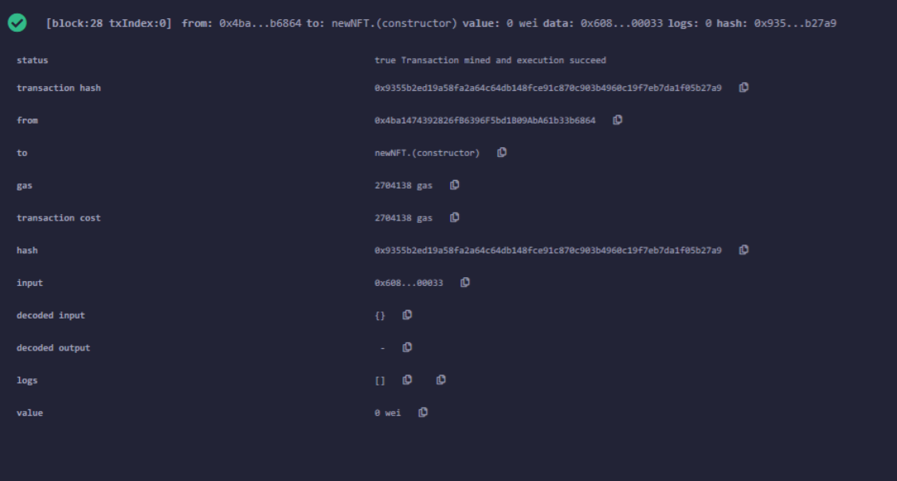 [block:28 txIndex:0] from: 0x4ba...b6864 to: newNFT.(constructor) value: 0 wei data: 0x608...00033 logs: 0 hash: 0x935...b27a9
status true Transaction mined and execution succeed
transaction hash 0x9355b2ed19a58fa2a64c64db148fce91c870c903b4960c19f7eb7da1f05b27a9
from 0x4ba1474392826fB6396F5bd1B09AbA61b33b6864
to newNFT.(constructor)
gas 2704138 gas
transaction cost 2704138 gas
hash 0x9355b2ed19a58fa2a64c64db148fce91c870c903b4960c19f7eb7da1f05b27a9
input 0x608...00033
decoded input {}
decoded output -
logs []
value 0 wei